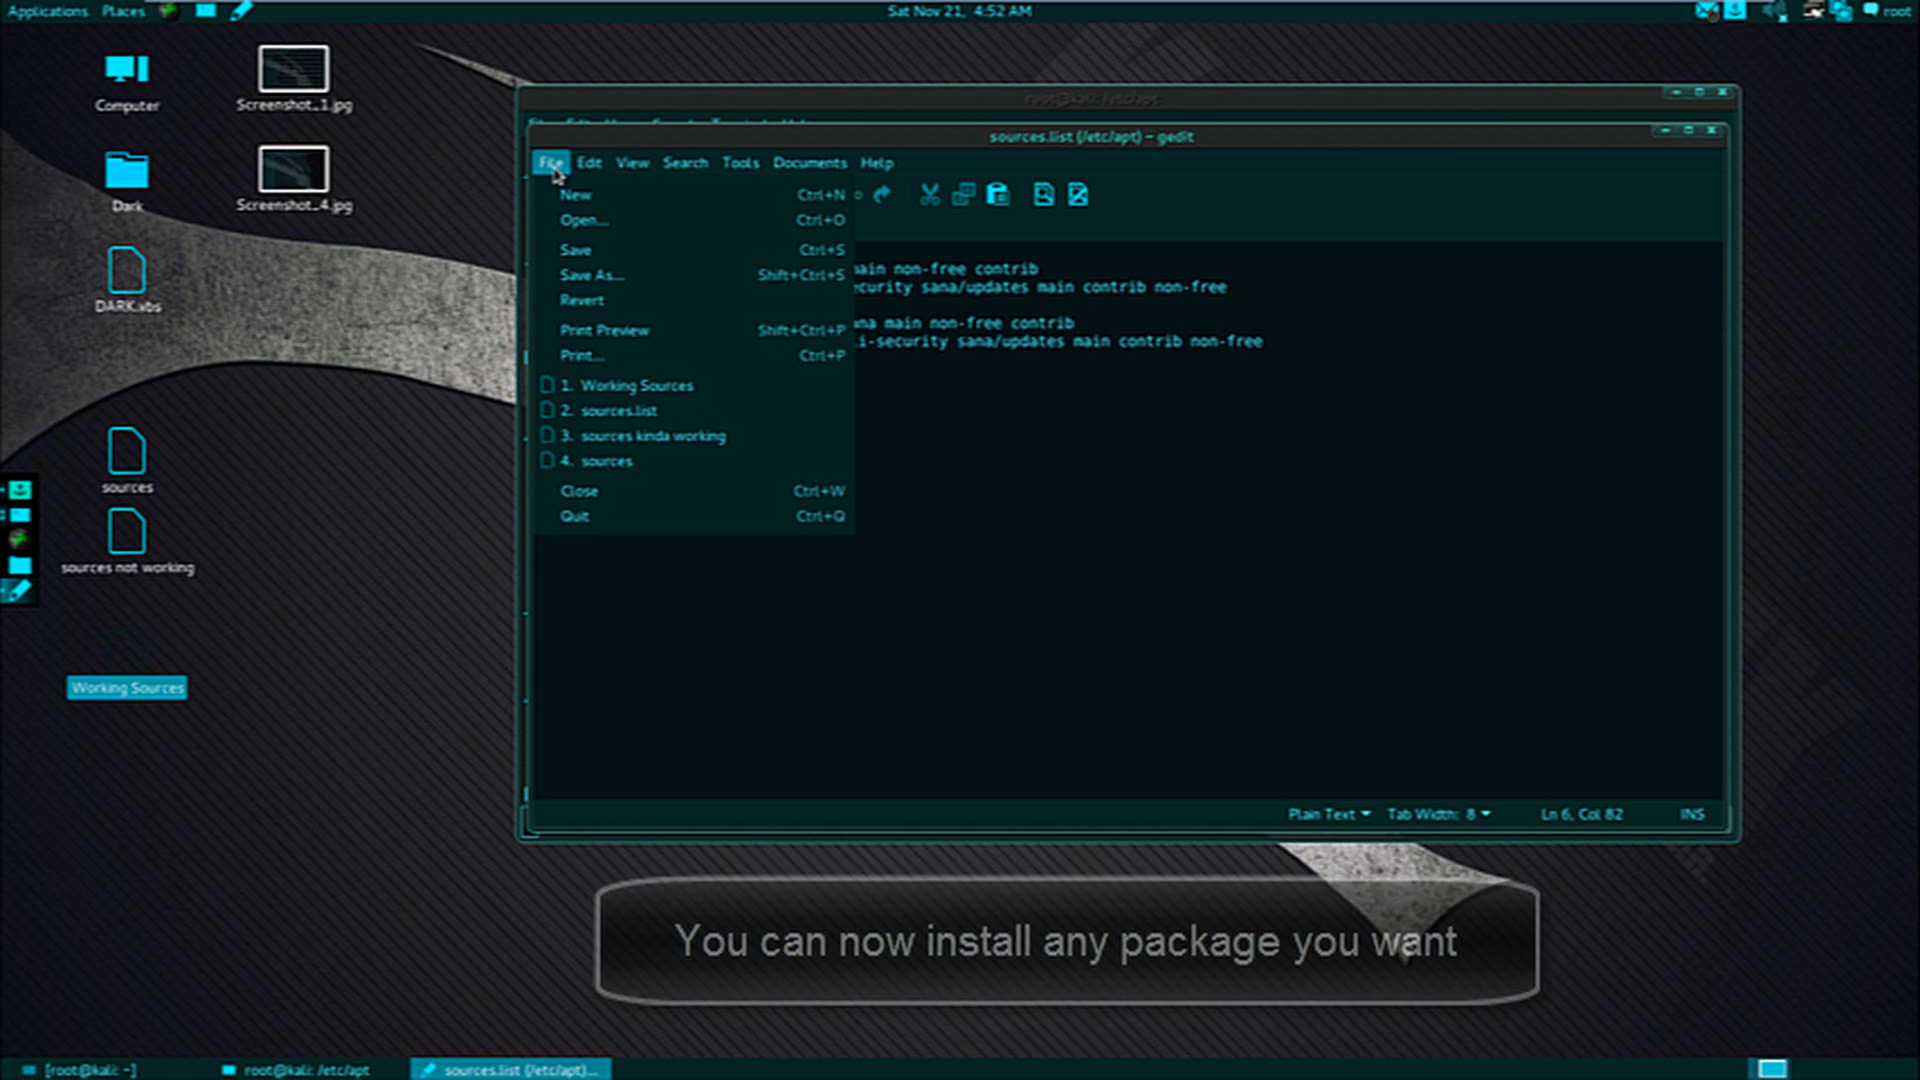 Applications Places
Sat Nov 21, 4:52 AM
root
Computer
Screenshot_1.jpg
Dark
Screenshot_4.jpg
DARK.vbs
sources
sources not working
Working Sources
sources.list (/etc/apt) - gedit
File Edit View Search Tools Documents Help
New Ctrl+N
Open... Ctrl+O
Save Ctrl+S
Save As... Shift+Ctrl+S
Revert
Print Preview Shift+Ctrl+P
Print... Ctrl+P
1. Working Sources
2. sources.list
3. sources kinda working
4. sources
Close Ctrl+W
Quit Ctrl+Q
main non-free contrib
security sana/updates main contrib non-free
ana main non-free contrib
i-security sana/updates main contrib non-free
Plain Text Tab Width: 8 Ln 6, Col 82 INS
You can now install any package you want
[root@kali: ~]
root@kali: /etc/apt
sources.list (/etc/apt)...